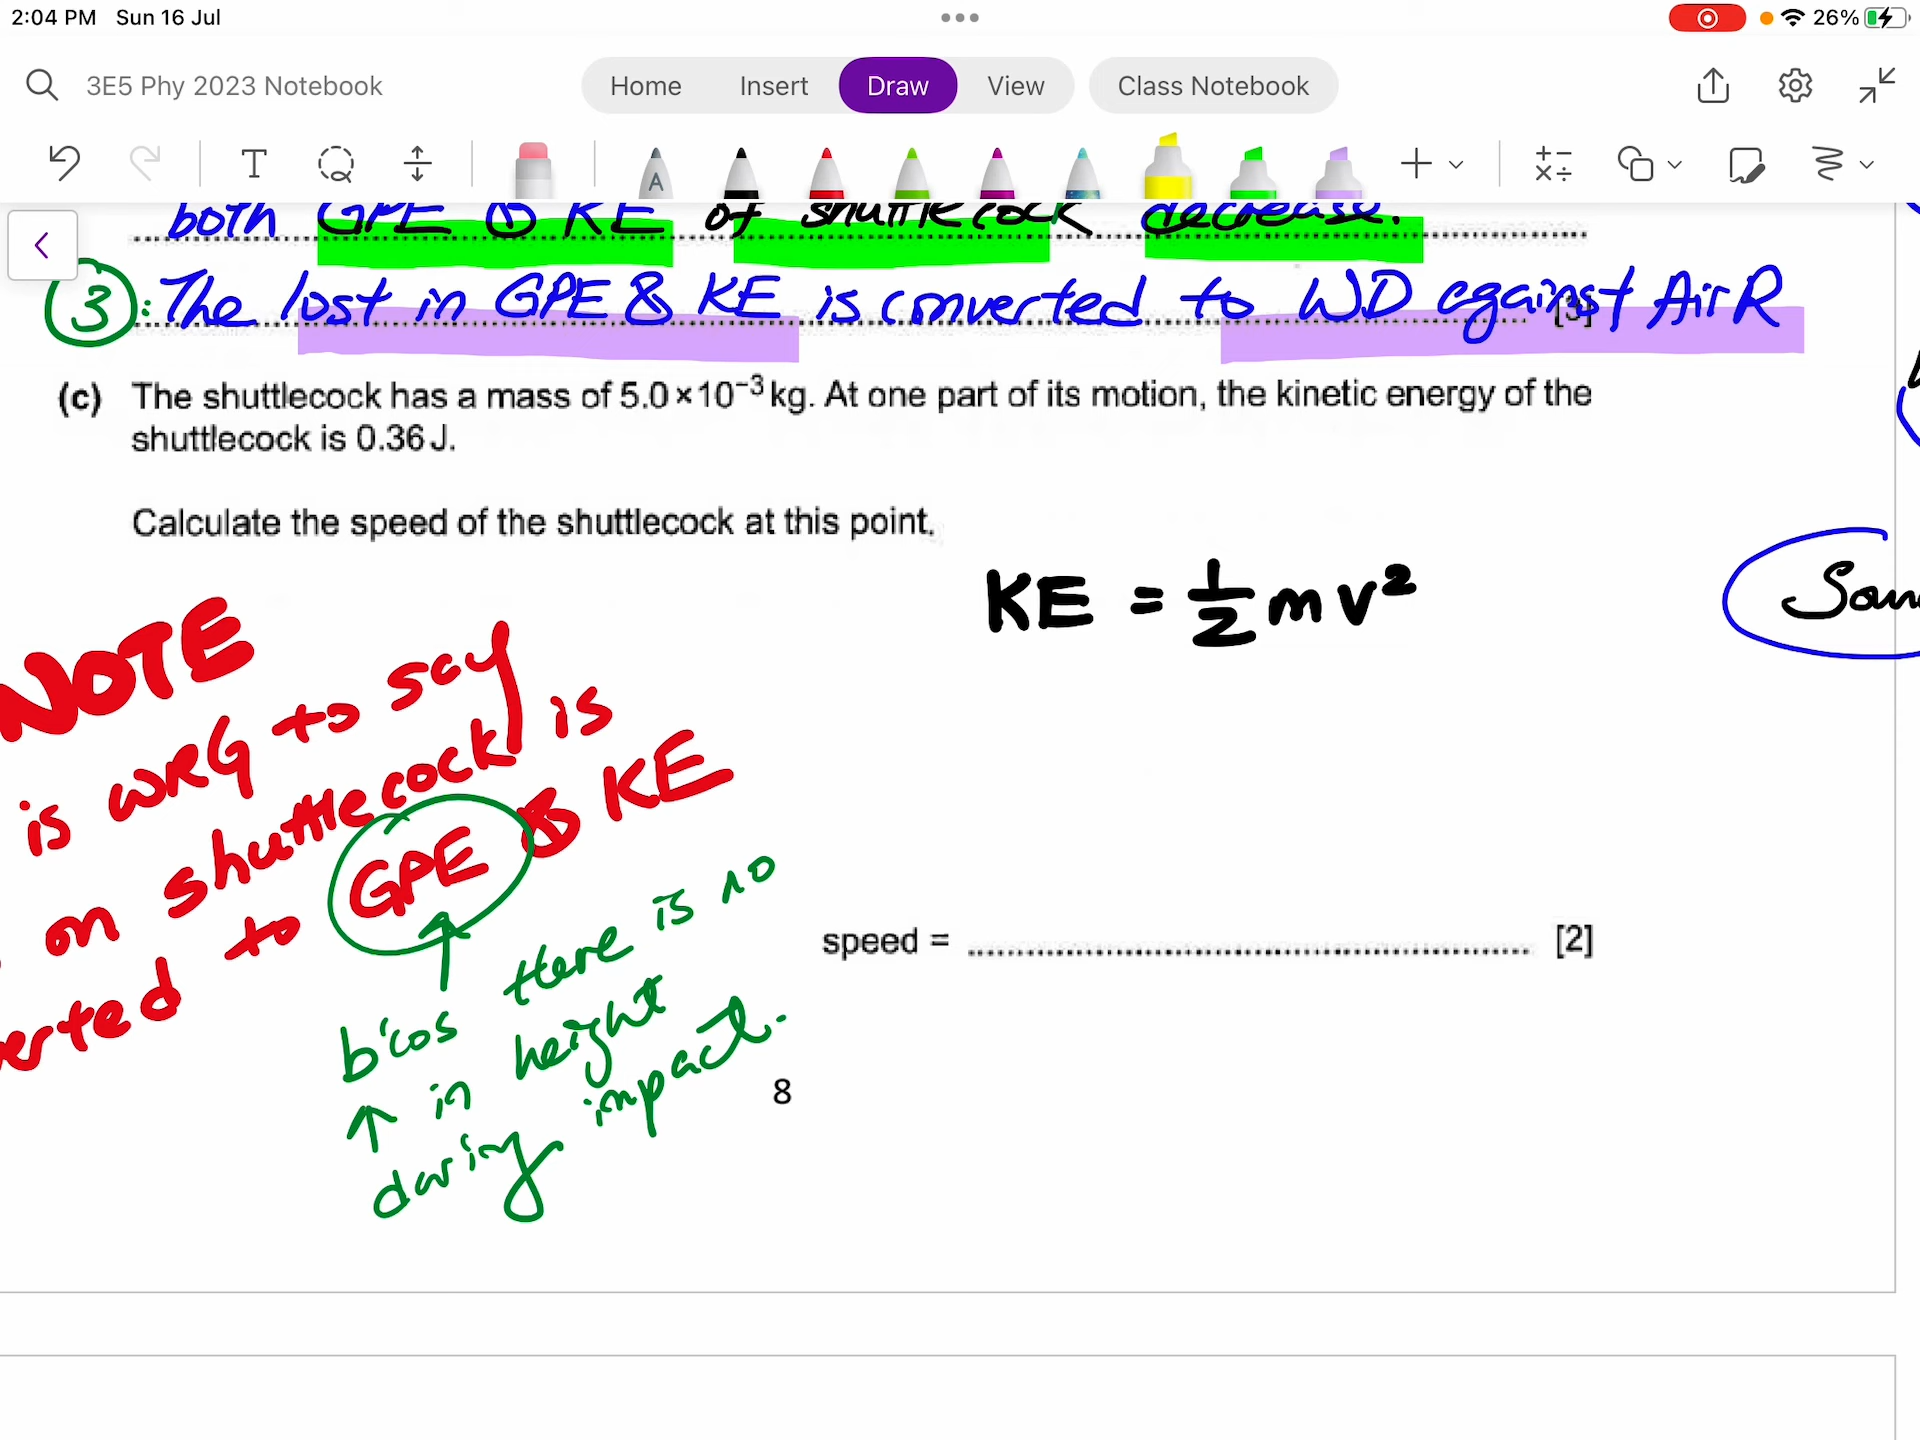 2:04 PM Sun 16 Jul
26%
3E5 Phy 2023 Notebook
Home Insert Draw View Class Notebook
T
A
both GPE & KE of shuttlecock decrease.
3: The lost in GPE & KE is converted to WD against Air R
[3]
(c) The shuttlecock has a mass of 5.0×10⁻³ kg. At one part of its motion, the kinetic energy of the
shuttlecock is 0.36 J.
Calculate the speed of the shuttlecock at this point.
KE = ½ m v²
NOTE
is WRG to say
on shuttlecock is
erted to GPE & KE
b'cos there is no
↑ in height
during impact.
speed = .......................................................... [2]
8